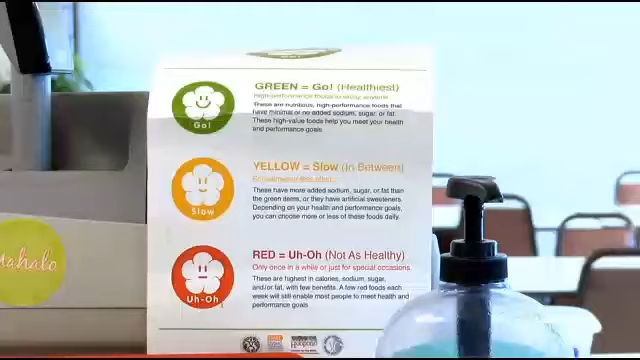 GREEN = Go! (Healthiest)
High-performance foods to enjoy anytime
These are nutritious, high-performance foods that
have minimal or no added sodium, sugar, or fat.
These high-value foods help you meet your health
and performance goals.
Go!
YELLOW = Slow (In Between)
These have more added sodium, sugar, or fat than
the green items, or they have artificial sweeteners.
Depending on your health and performance goals,
you can choose more or less of these foods daily.
Slow
RED = Uh-Oh (Not As Healthy)
Only once in a while or just for special occasions
These are highest in calories, sodium, sugar,
and/or fat, with few benefits. A few red foods each
week will still enable most people to meet health and
performance goals.
Uh-Oh
Mahalo